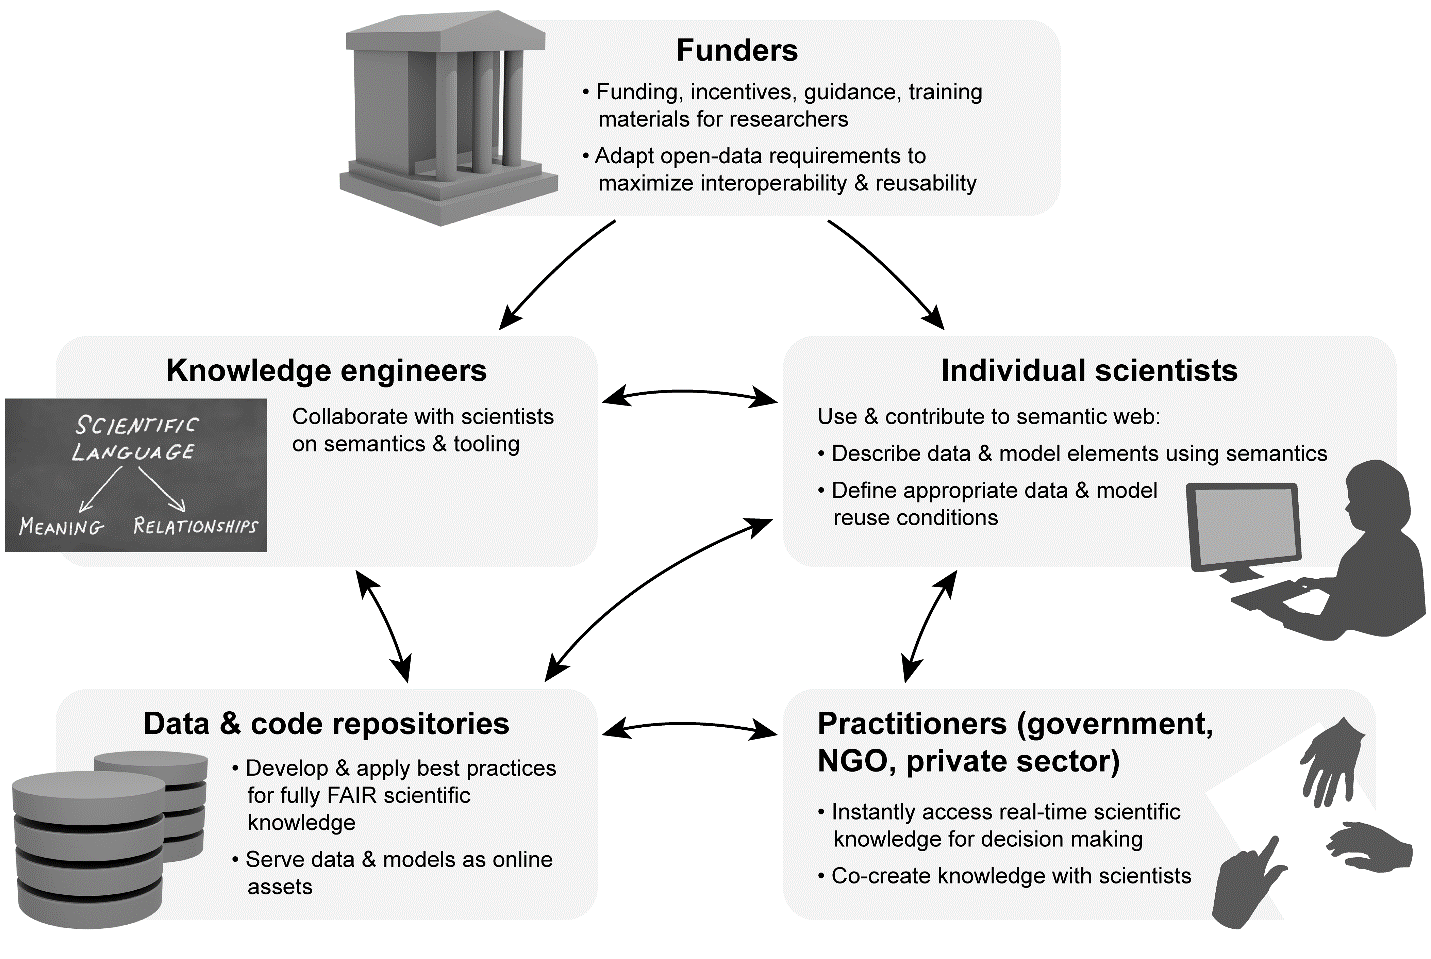 Funders
• Funding, incentives, guidance, training
materials for researchers
• Adapt open-data requirements to
maximize interoperability & reusability
Knowledge engineers
SCIENTIFIC
LANGUAGE
MEANING RELATIONSHIPS
Collaborate with scientists
on semantics & tooling
Individual scientists
Use & contribute to semantic web:
• Describe data & model elements using semantics
• Define appropriate data & model
reuse conditions
Data & code repositories
• Develop & apply best practices
for fully FAIR scientific
knowledge
• Serve data & models as online
assets
Practitioners (government,
NGO, private sector)
• Instantly access real-time scientific
knowledge for decision making
• Co-create knowledge with scientists